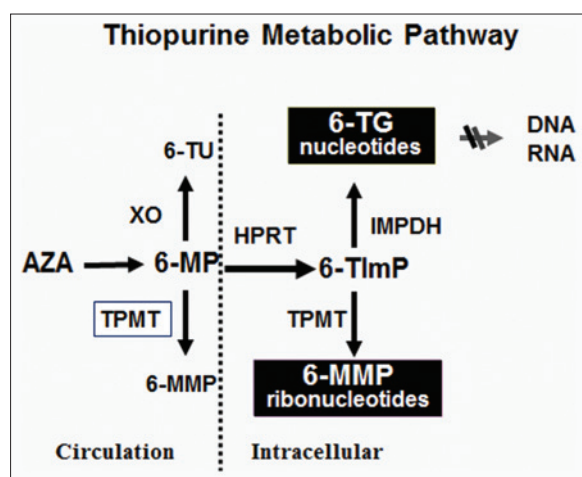 Thiopurine Metabolic Pathway
6-TG
nucleotides
DNA
RNA
6-TU
XO
HPRT
IMPDH
AZA
6-MP
6-TImP
TPMT
TPMT
6-MMP
6-MMP
ribonucleotides
Circulation
Intracellular